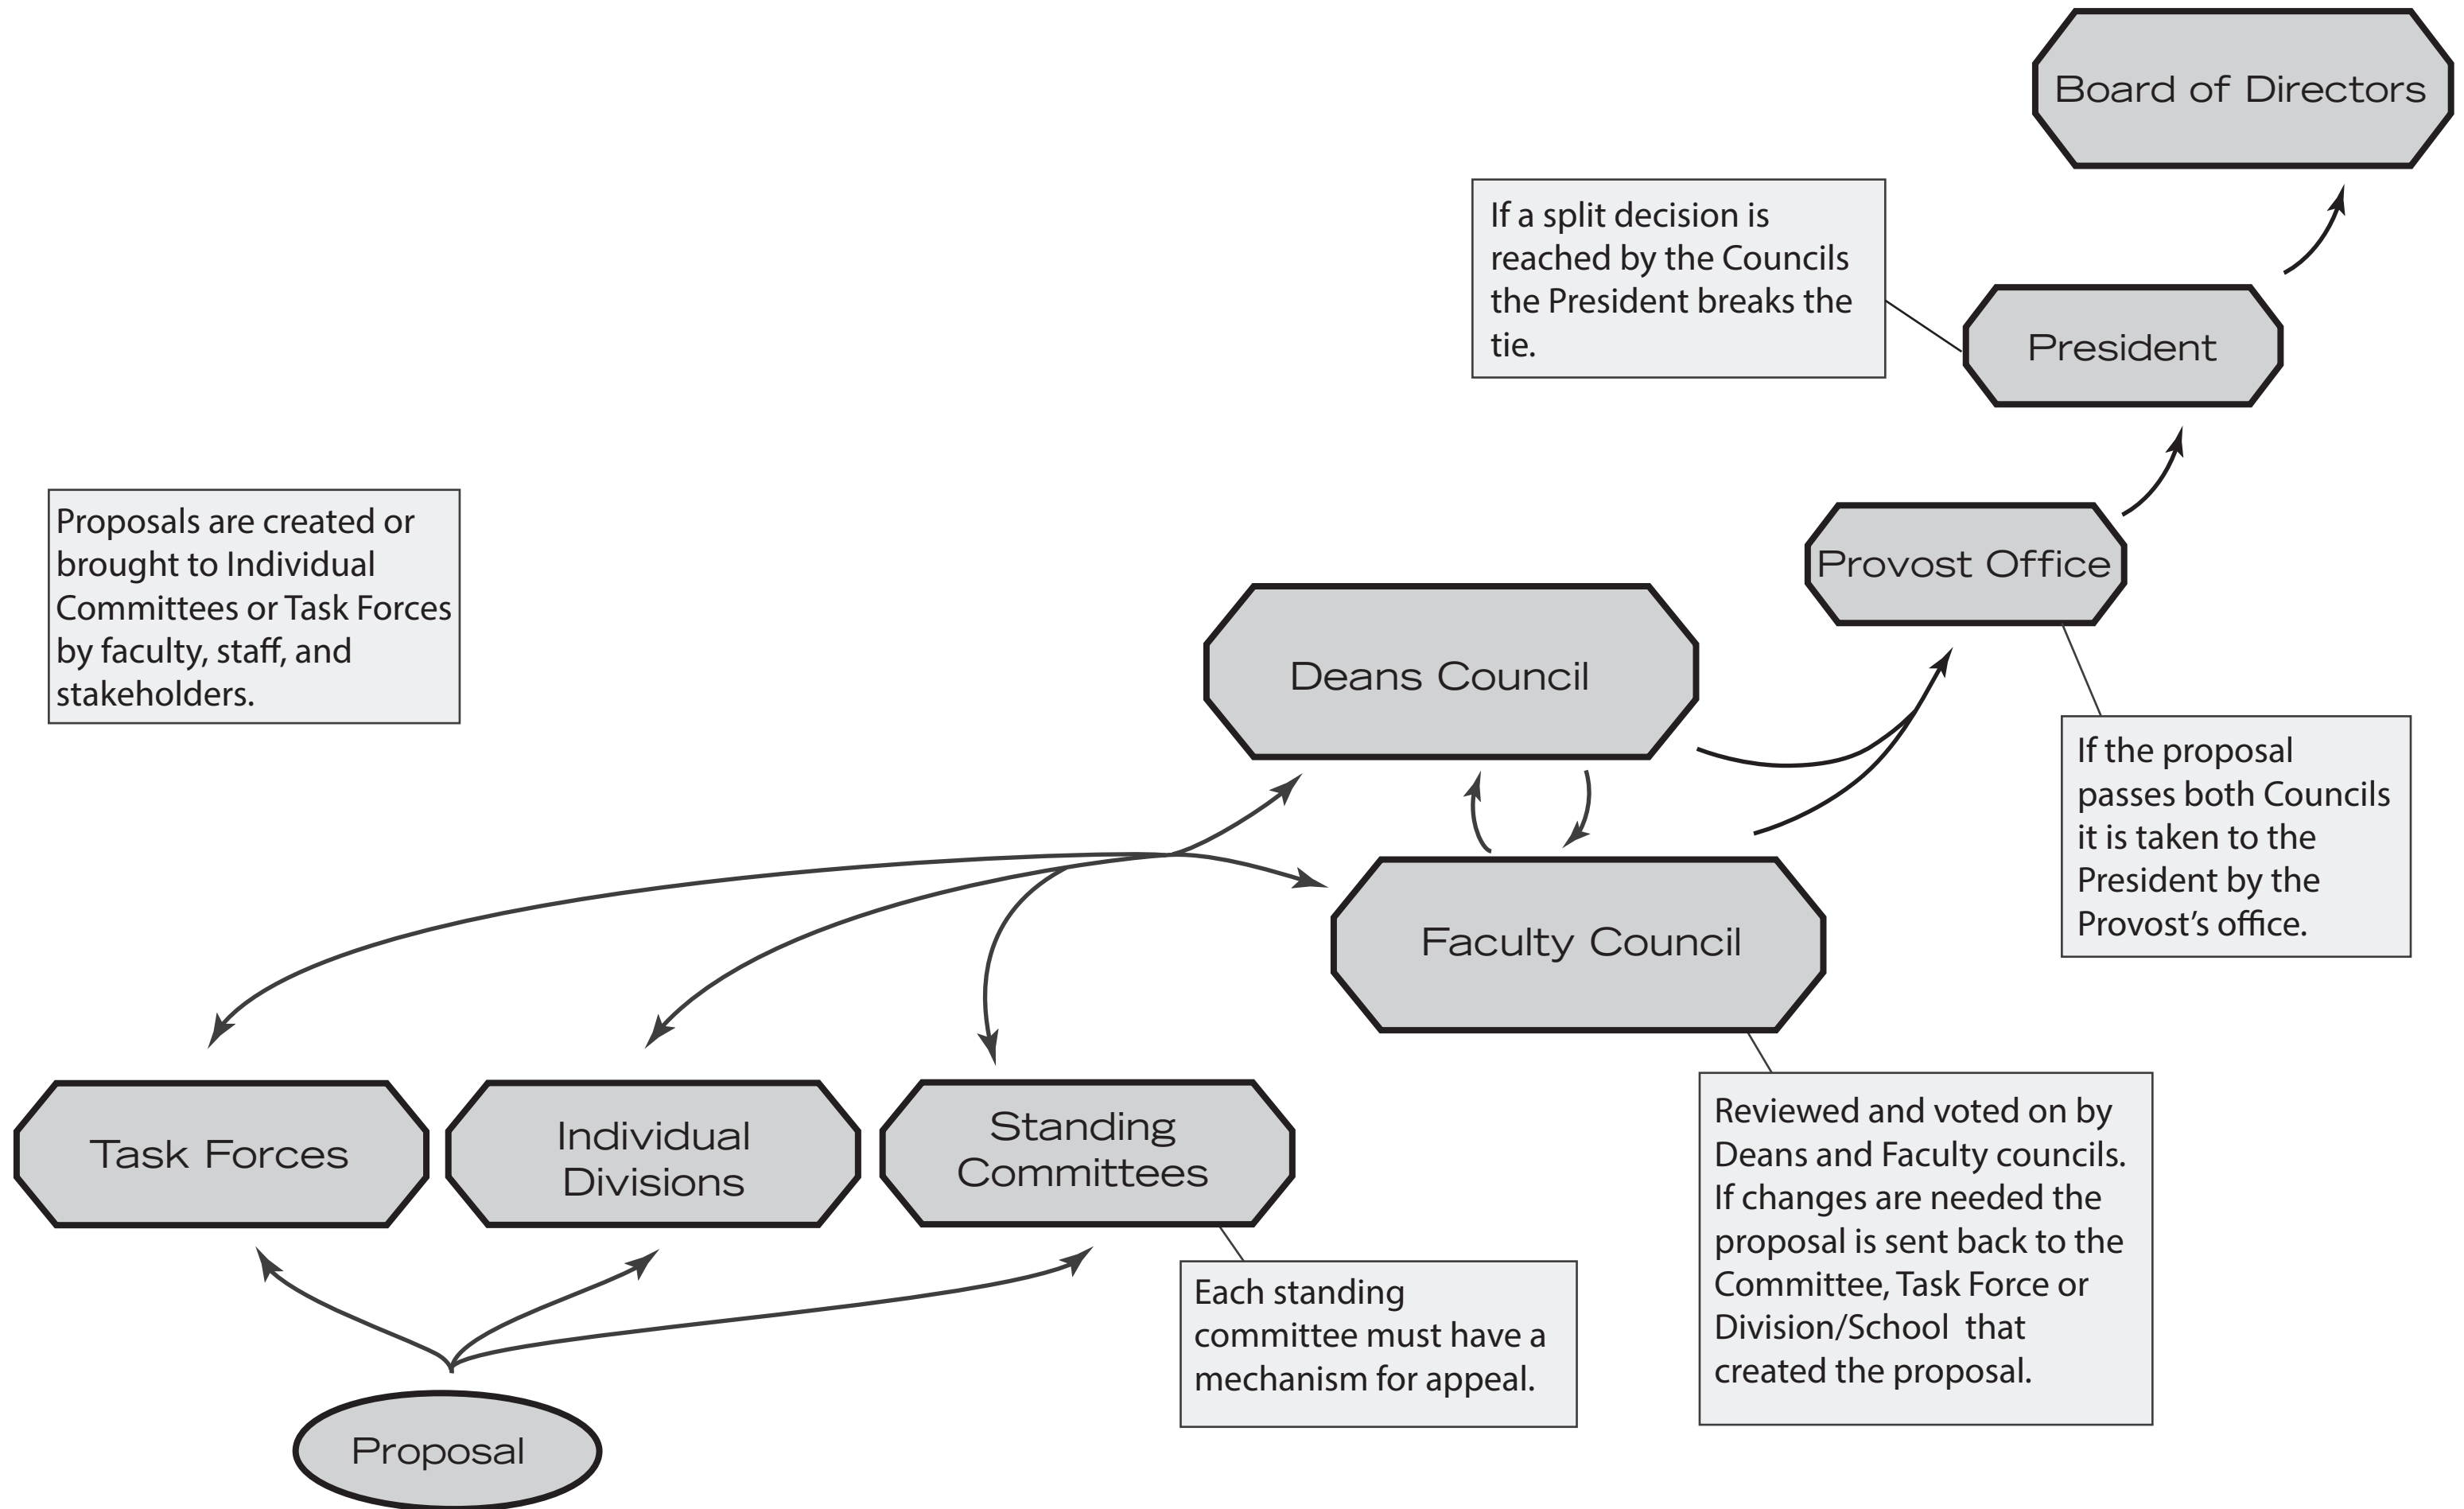 Board of Directors
If a split decision is
reached by the Councils
the President breaks the
tie.
President
Proposals are created or
brought to Individual
Committees or Task Forces
by faculty, staff, and
stakeholders.
Provost Office
Deans Council
If the proposal
passes both Councils
it is taken to the
President by the
Provost’s office.
Faculty Council
Task Forces
Individual
Divisions
Standing
Committees
Reviewed and voted on by
Deans and Faculty councils.
If changes are needed the
proposal is sent back to the
Committee, Task Force or
Division/School  that
created the proposal.
Each standing
committee must have a
mechanism for appeal.
Proposal